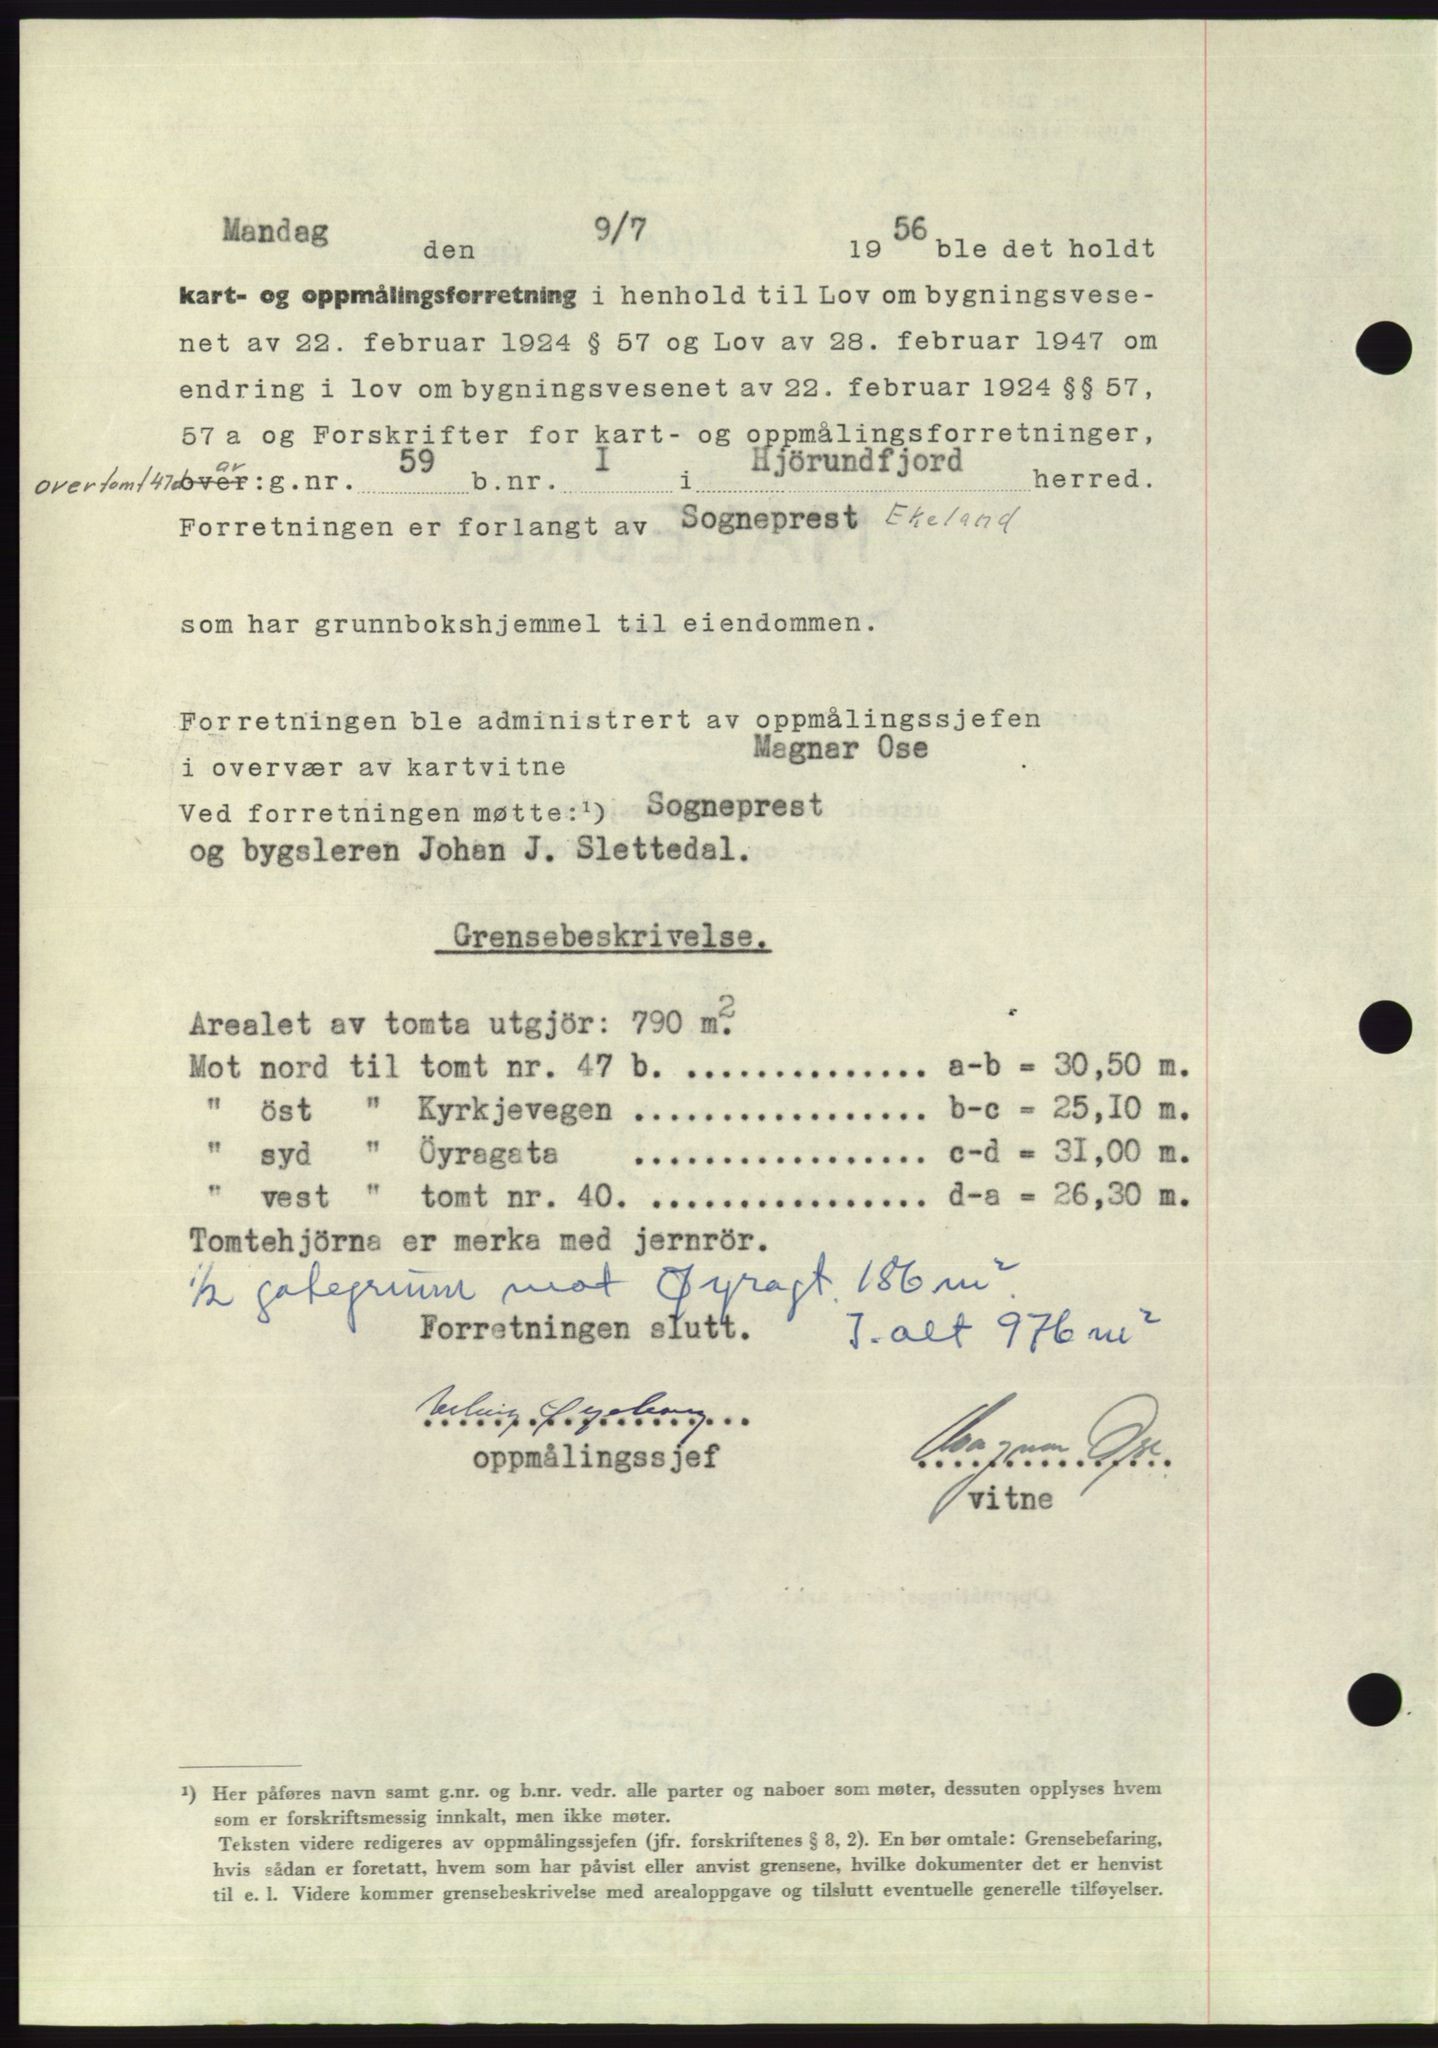 Mandag den 9/7 1956 ble det holdt
kart- og oppmålingsforretning i henhold til Lov om bygningsvese-
net av 22. februar 1924 § 57 og Lov av 28. februar 1947 om
endring i lov om bygningsvesenet av 22. februar 1924 §§ 57,
57 a og Forskrifter for kart- og oppmålingsforretninger,
over tomt 47a av over: g.nr. 59 b.nr. I i Hjörundfjord herred.
Forretningen er forlangt av Sogneprest Ekeland
som har grunnbokshjemmel til eiendommen.
Forretningen ble administrert av oppmålingssjefen
i overvær av kartvitne Magnar Ose
Ved forretningen møtte:¹) Sogneprest
og bygsleren Johan J. Slettedal.
Grensebeskrivelse.
Arealet av tomta utgjör: 790 m².
Mot nord til tomt nr. 47 b. ............... a-b = 30,50 m.
" öst " Kyrkjevegen .................. b-c = 25,I0 m.
" syd " Öyragata .................. c-d = 3I,00 m.
" vest " tomt nr. 40. ................. d-a = 26,30 m.
Tomtehjörna er merka med jernrör.
1/2 gategrunn mot Øyragt. 186 m².
Forretningen slutt. I alt 976 m²
oppmålingssjef
Magnar Ose
vitne
¹) Her påføres navn samt g.nr. og b.nr. vedr. alle parter og naboer som møter, dessuten opplyses hvem
som er forskriftsmessig innkalt, men ikke møter.
Teksten videre redigeres av oppmålingssjefen (jfr. forskriftenes § 8, 2). En bør omtale: Grensebefaring,
hvis sådan er foretatt, hvem som har påvist eller anvist grensene, hvilke dokumenter det er henvist
til e. l. Videre kommer grensebeskrivelse med arealoppgave og tilslutt eventuelle generelle tilføyelser.